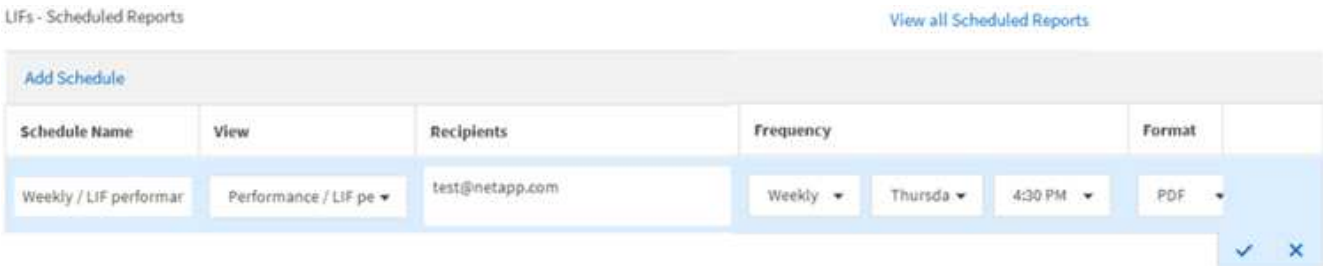 LIFs - Scheduled Reports View all Scheduled Reports
Add Schedule
Schedule Name View Recipients Frequency Format
Weekly / LIF performar Performance / LIF pe test@netapp.com Weekly Thursda 4:30 PM PDF